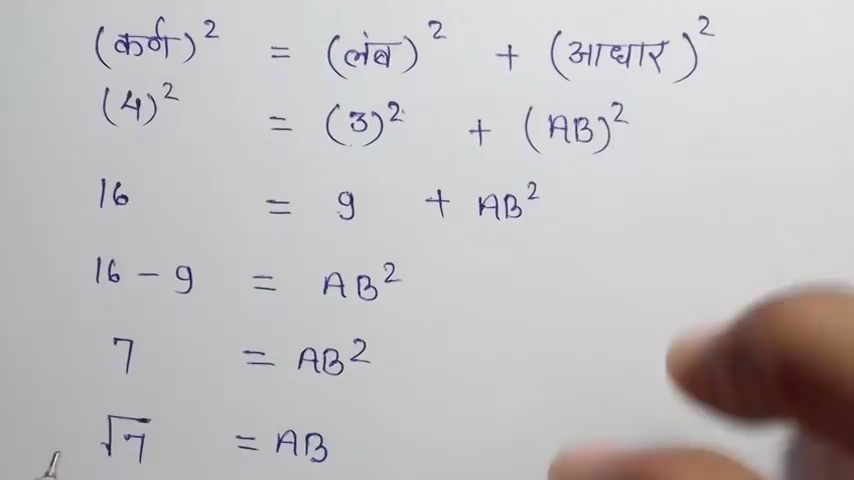 (कर्ण)² = (लंब)² + (आधार)²
(4)² = (3)² + (AB)²
16 = 9 + AB²
16 - 9 = AB²
7 = AB²
√7 = AB